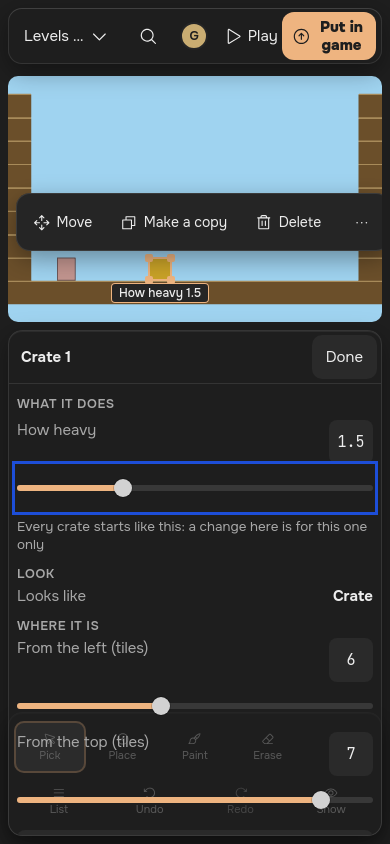 Levels ...
G
Play
Put in
game
Move
Make a copy
Delete
...
How heavy 1.5
Crate 1
Done
WHAT IT DOES
How heavy
1.5
Every crate starts like this: a change here is for this one
only
LOOK
Looks like
Crate
WHERE IT IS
From the left (tiles)
6
From the top (tiles)
7
Pick
Place
Paint
Erase
List
Undo
Redo
Show